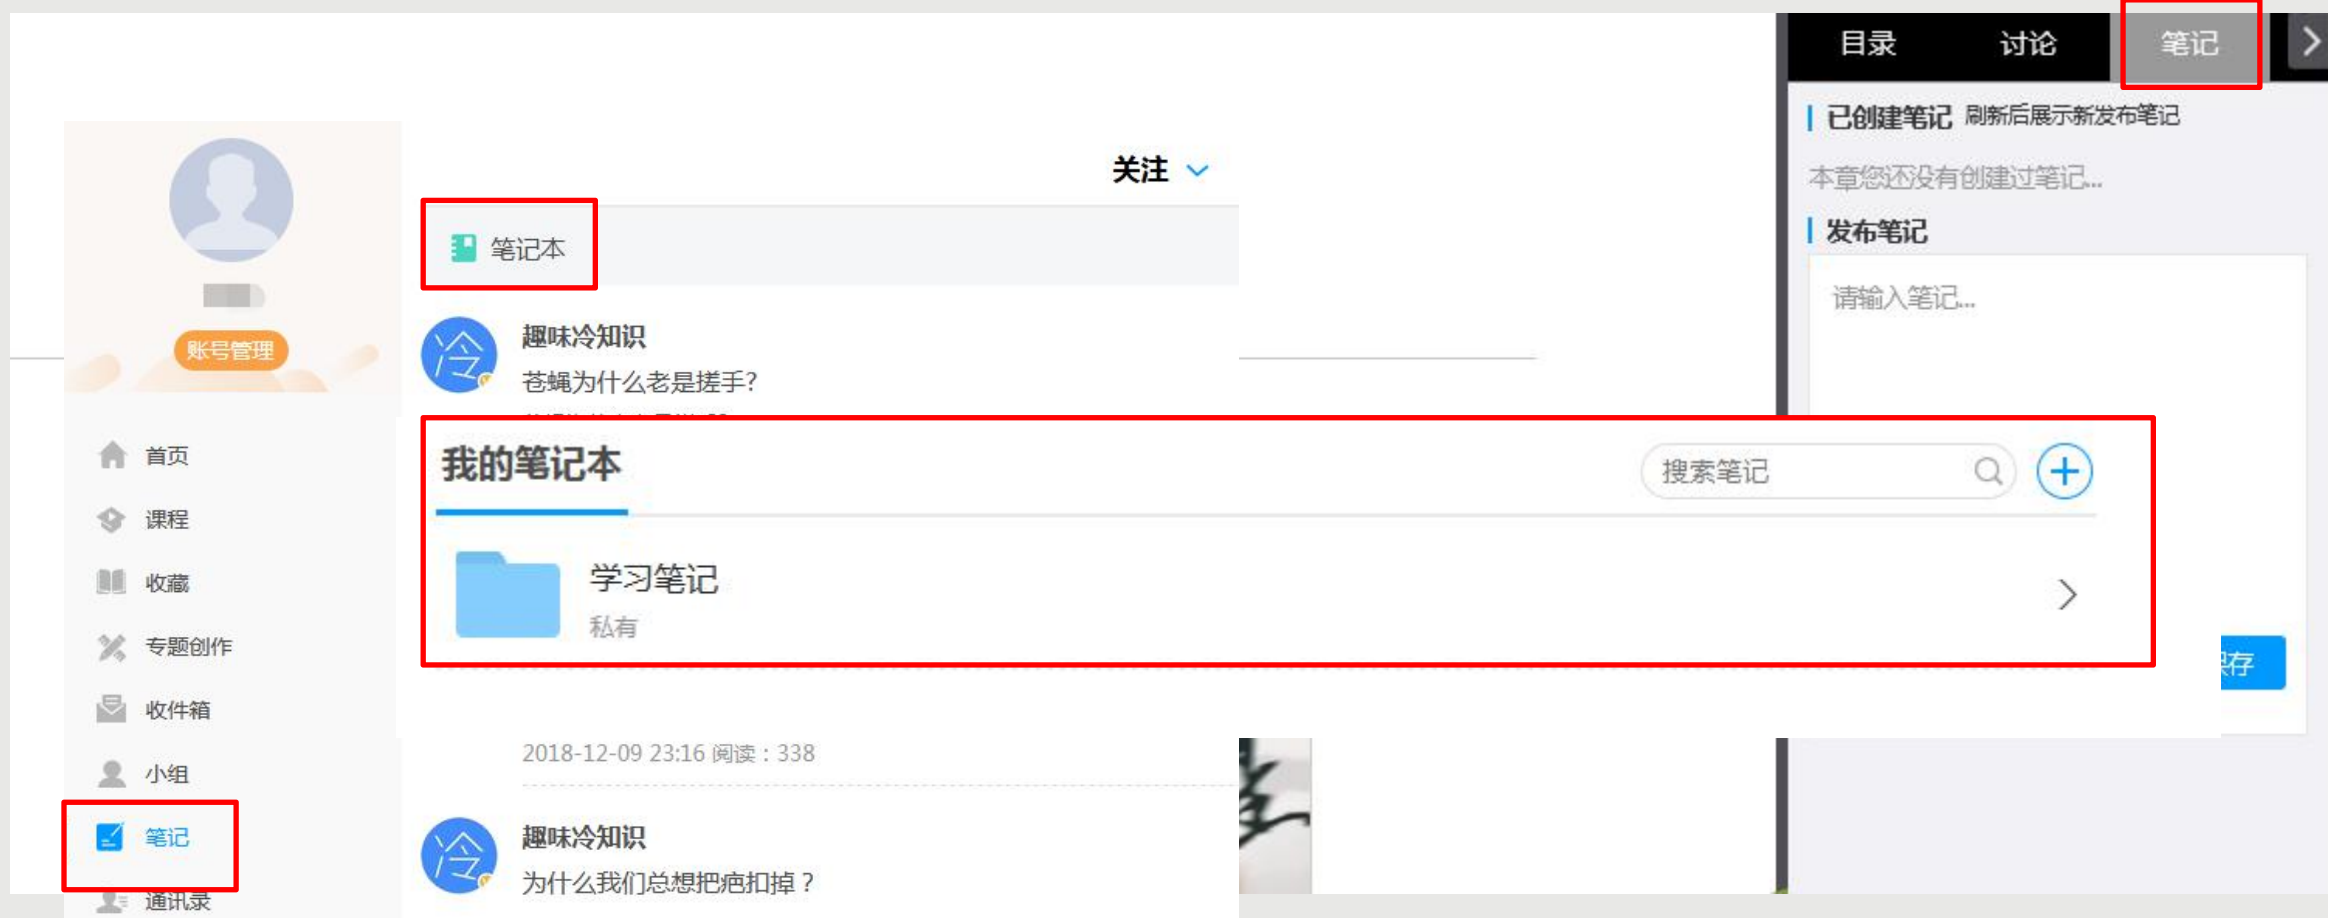 目录 讨论 笔记
已创建笔记 刷新后展示新发布笔记
本章您还没有创建过笔记...
发布笔记
请输入笔记...
账号管理
首页
课程
收藏
专题创作
收件箱
小组
笔记
通讯录
关注
笔记本
趣味冷知识
冷
苍蝇为什么老是搓手?
我的笔记本
搜索笔记
学习笔记
私有
2018-12-09 23:16 阅读：338
趣味冷知识
冷
为什么我们总想把疤扣掉？
存